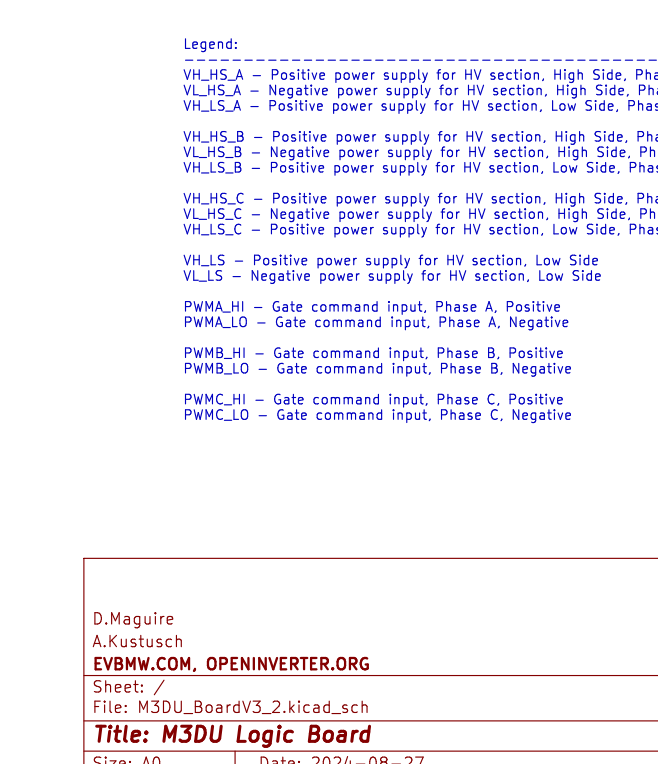 Legend:
----------------------------------------
VH_HS_A – Positive power supply for HV section, High Side,
VL_HS_A – Negative power supply for HV section, High Side,
VH_LS_A – Positive power supply for HV section, Low Side,
VH_HS_B – Positive power supply for HV section, High Side,
VL_HS_B – Negative power supply for HV section, High Side,
VH_LS_B – Positive power supply for HV section, Low Side,
VH_HS_C – Positive power supply for HV section, High Side,
VL_HS_C – Negative power supply for HV section, High Side,
VH_LS_C – Positive power supply for HV section, Low Side,
VH_LS – Positive power supply for HV section, Low Side
VL_LS – Negative power supply for HV section, Low Side
PWMA_HI – Gate command input, Phase A, Positive
PWMA_LO – Gate command input, Phase A, Negative
PWMB_HI – Gate command input, Phase B, Positive
PWMB_LO – Gate command input, Phase B, Negative
PWMC_HI – Gate command input, Phase C, Positive
PWMC_LO – Gate command input, Phase C, Negative
D.Maguire
A.Kustusch
EVBMW.COM, OPENINVERTER.ORG
Sheet: /
File: M3DU_BoardV3_2.kicad_sch
Title: M3DU Logic Board
Size: A0 Date: 2024-08-27